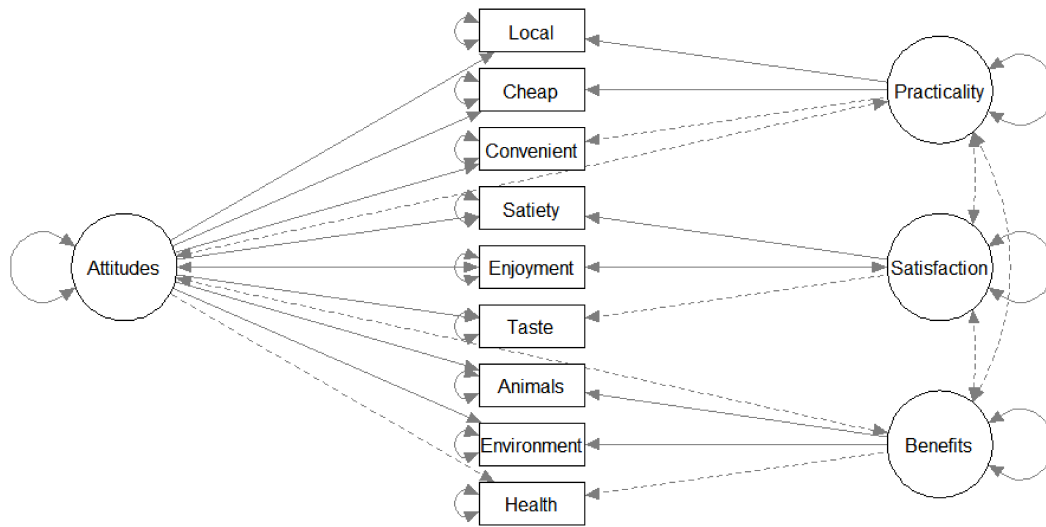 Local
Cheap
Convenient
Satiety
Enjoyment
Taste
Animals
Environment
Health
Attitudes
Practicality
Satisfaction
Benefits